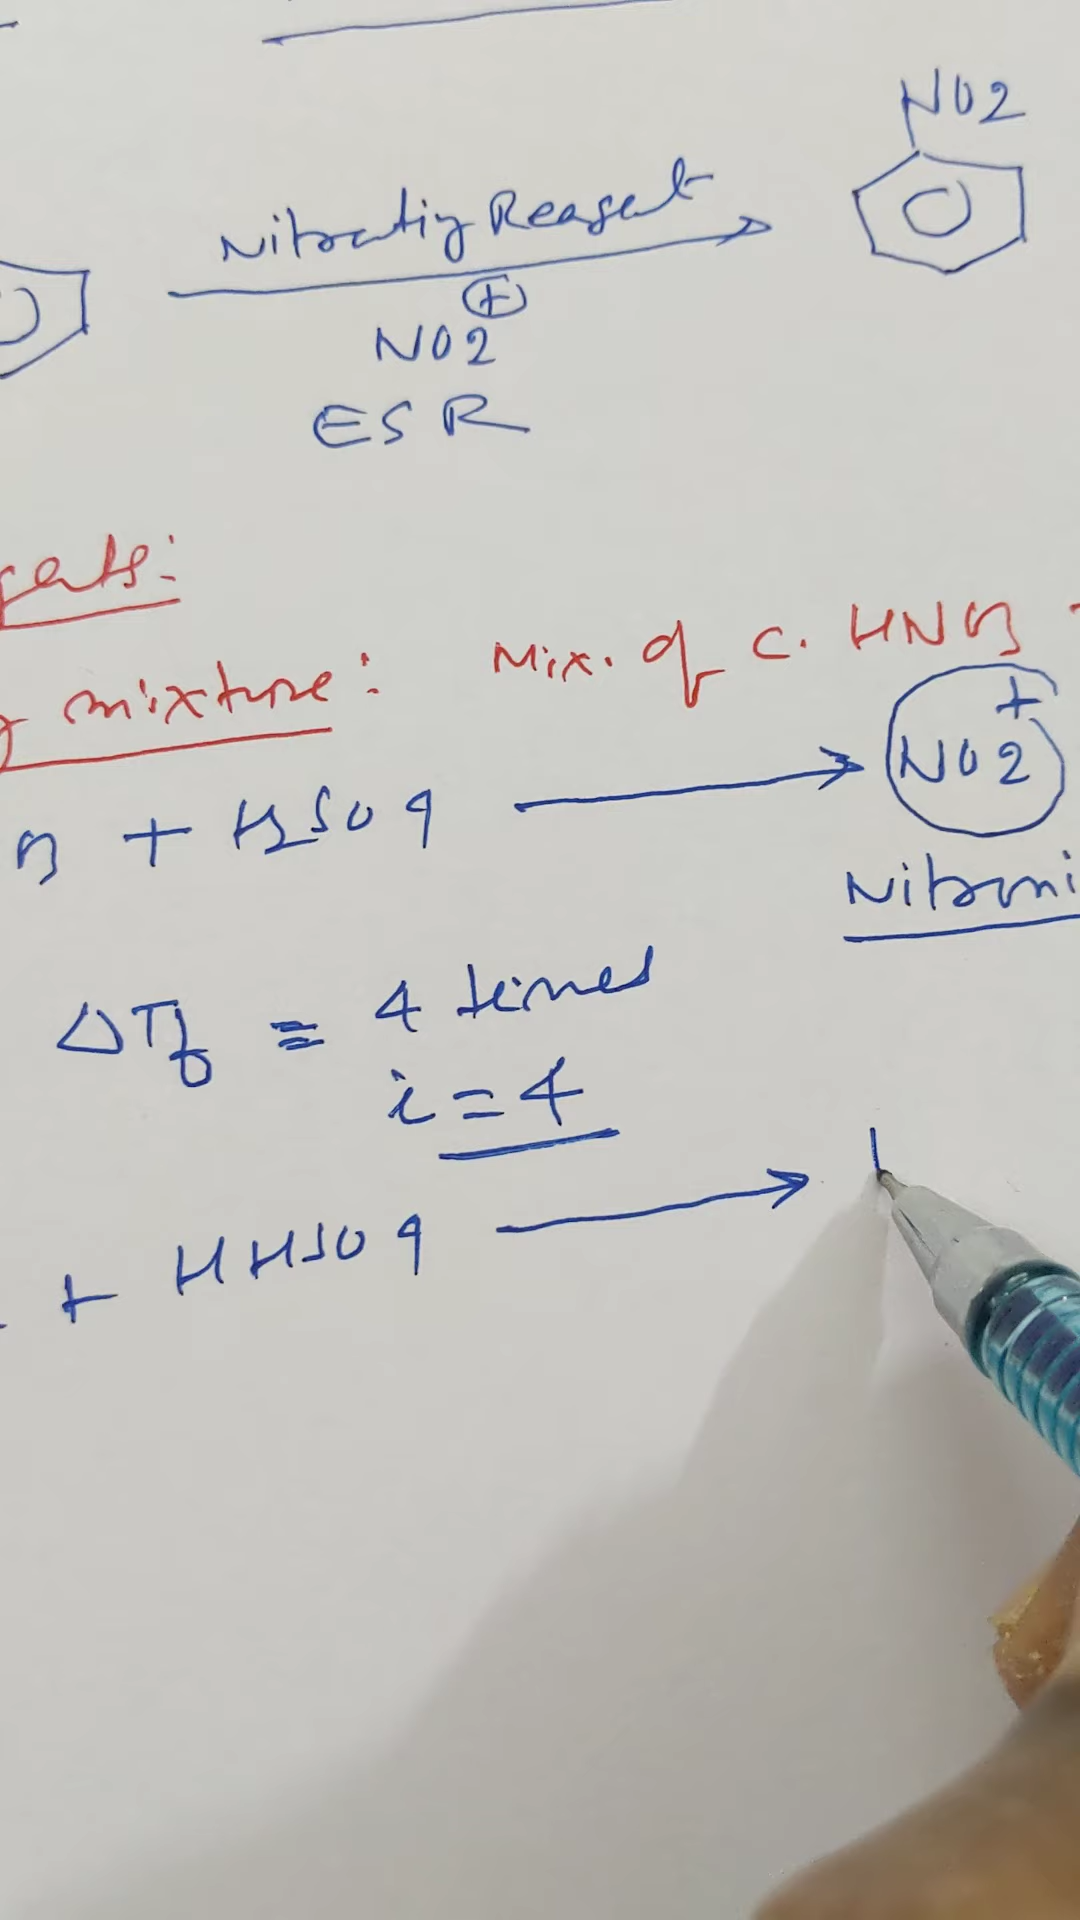 NO2
Nitrating Reagent
NO2 +
ESR
mixture: Mix. of c. HNO3
+ H2SO4 → NO2 +
ΔTf = 4 times
i = 4
+ HHSO4 →